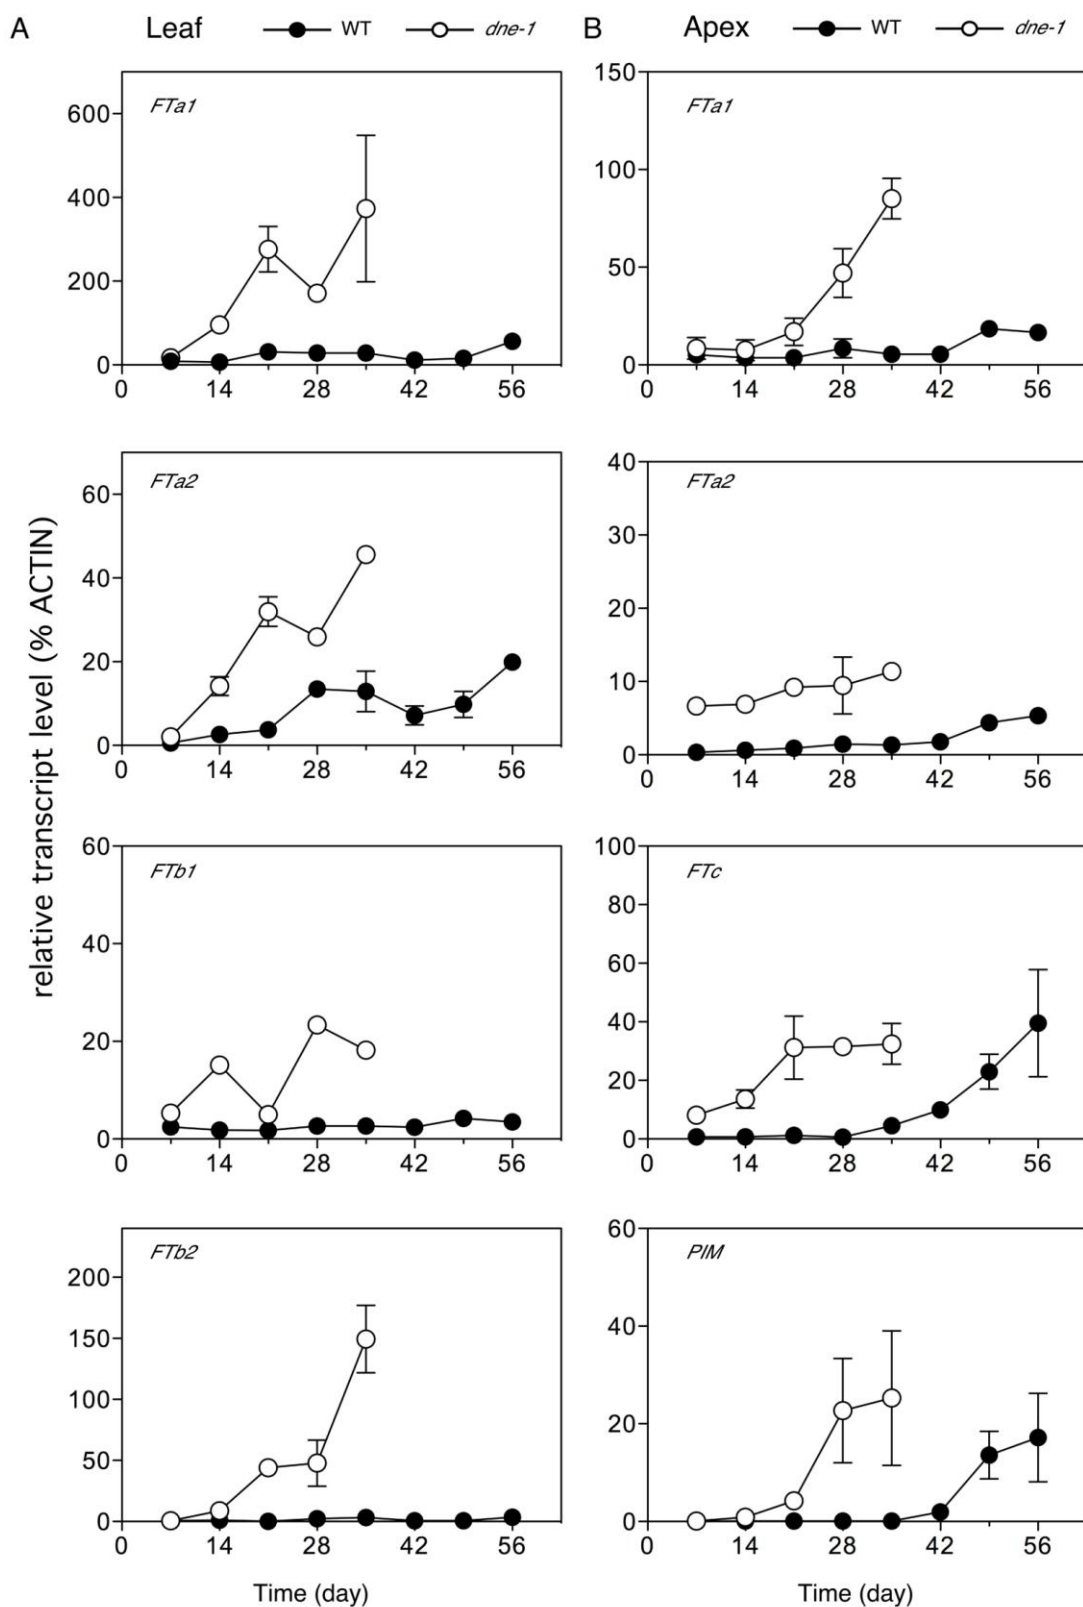 A Leaf WT dne-1 B Apex WT dne-1
relative transcript level (% ACTIN)
FTa1
600
400
200
0
0 14 28 42 56
FTa1
150
100
50
0
0 14 28 42 56
FTa2
60
40
20
0
0 14 28 42 56
FTa2
40
30
20
10
0
0 14 28 42 56
FTb1
60
40
20
0
0 14 28 42 56
FTc
100
80
60
40
20
0
0 14 28 42 56
FTb2
200
150
100
50
0
0 14 28 42 56
Time (day)
PIM
60
40
20
0
0 14 28 42 56
Time (day)